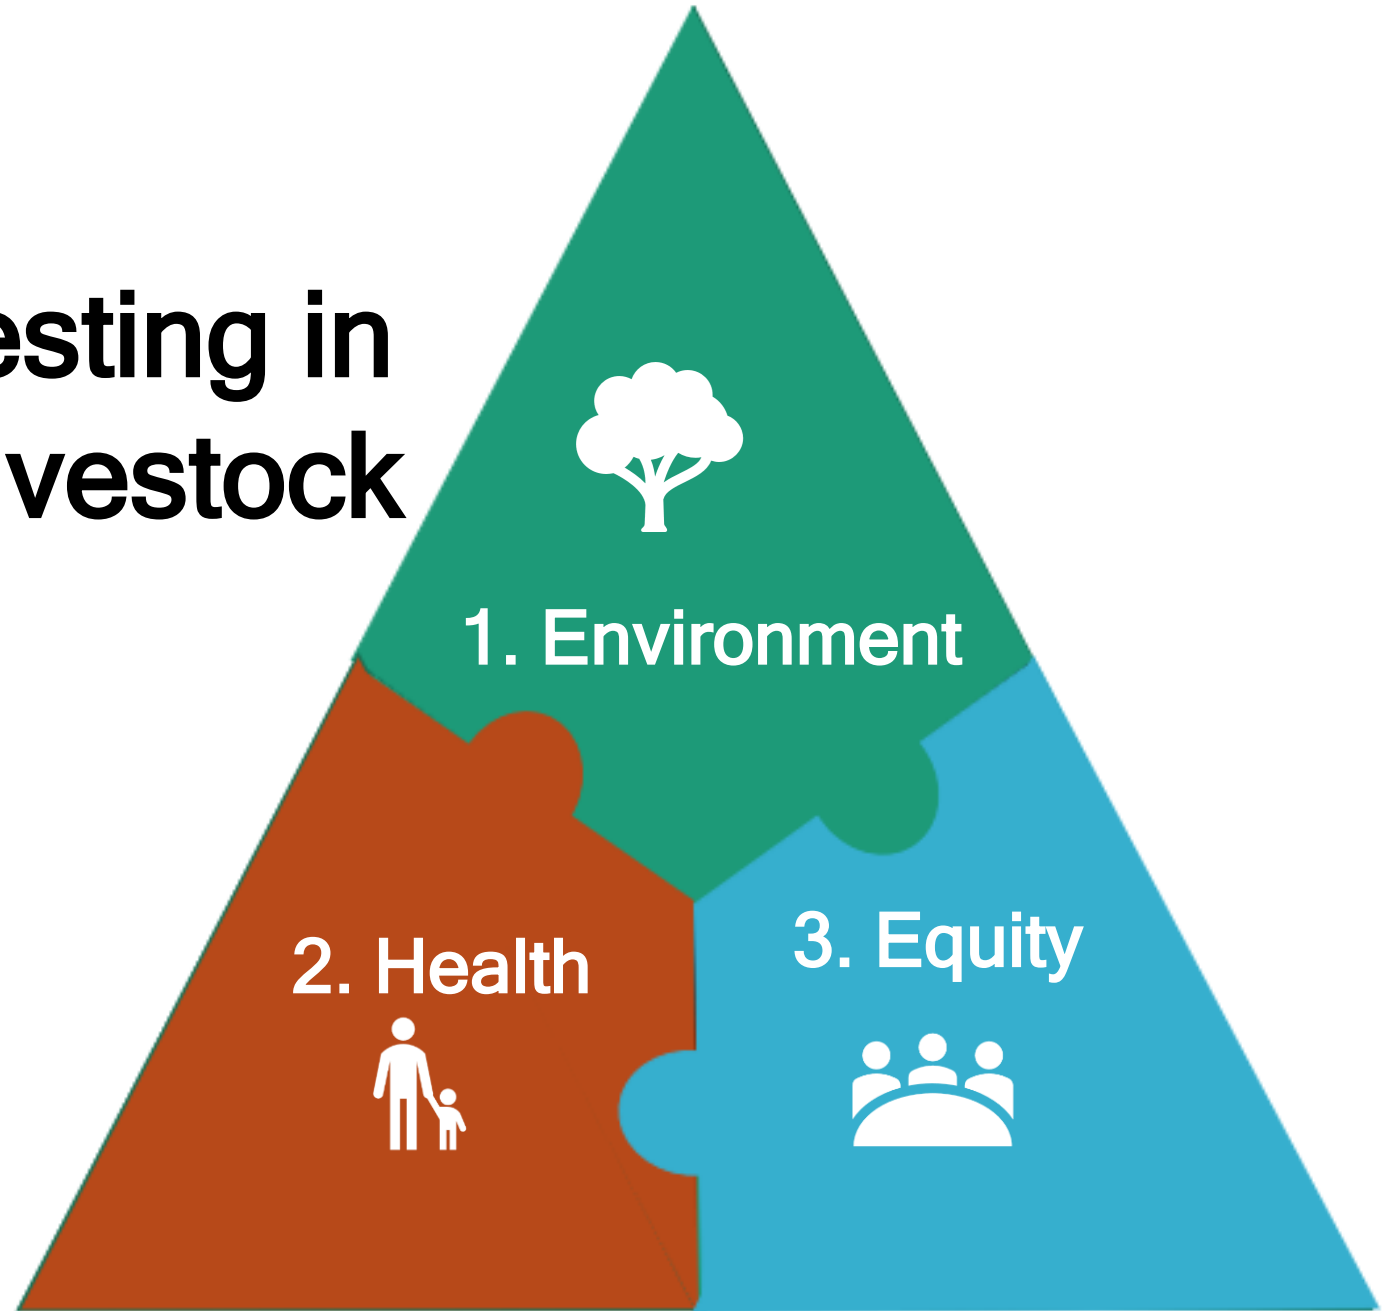 esting in
vestock
1. Environment
2. Health
3. Equity